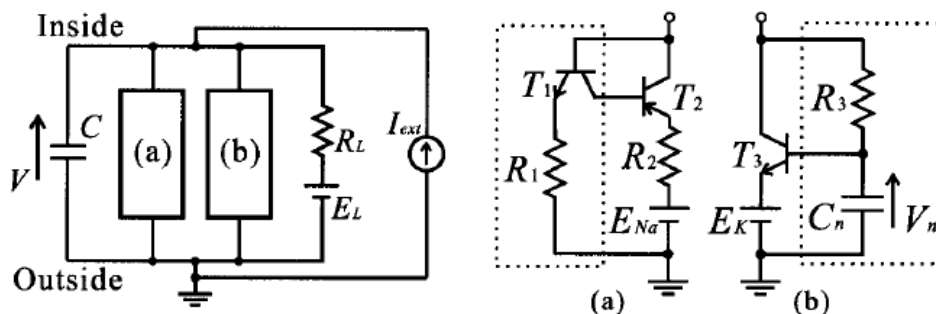 Inside
V
C
(a)
(b)
R_L
E_L
I_ext
Outside
T_1
T_2
R_1
R_2
E_Na
(a)
R_3
T_3
E_K
C_n
V_n
(b)